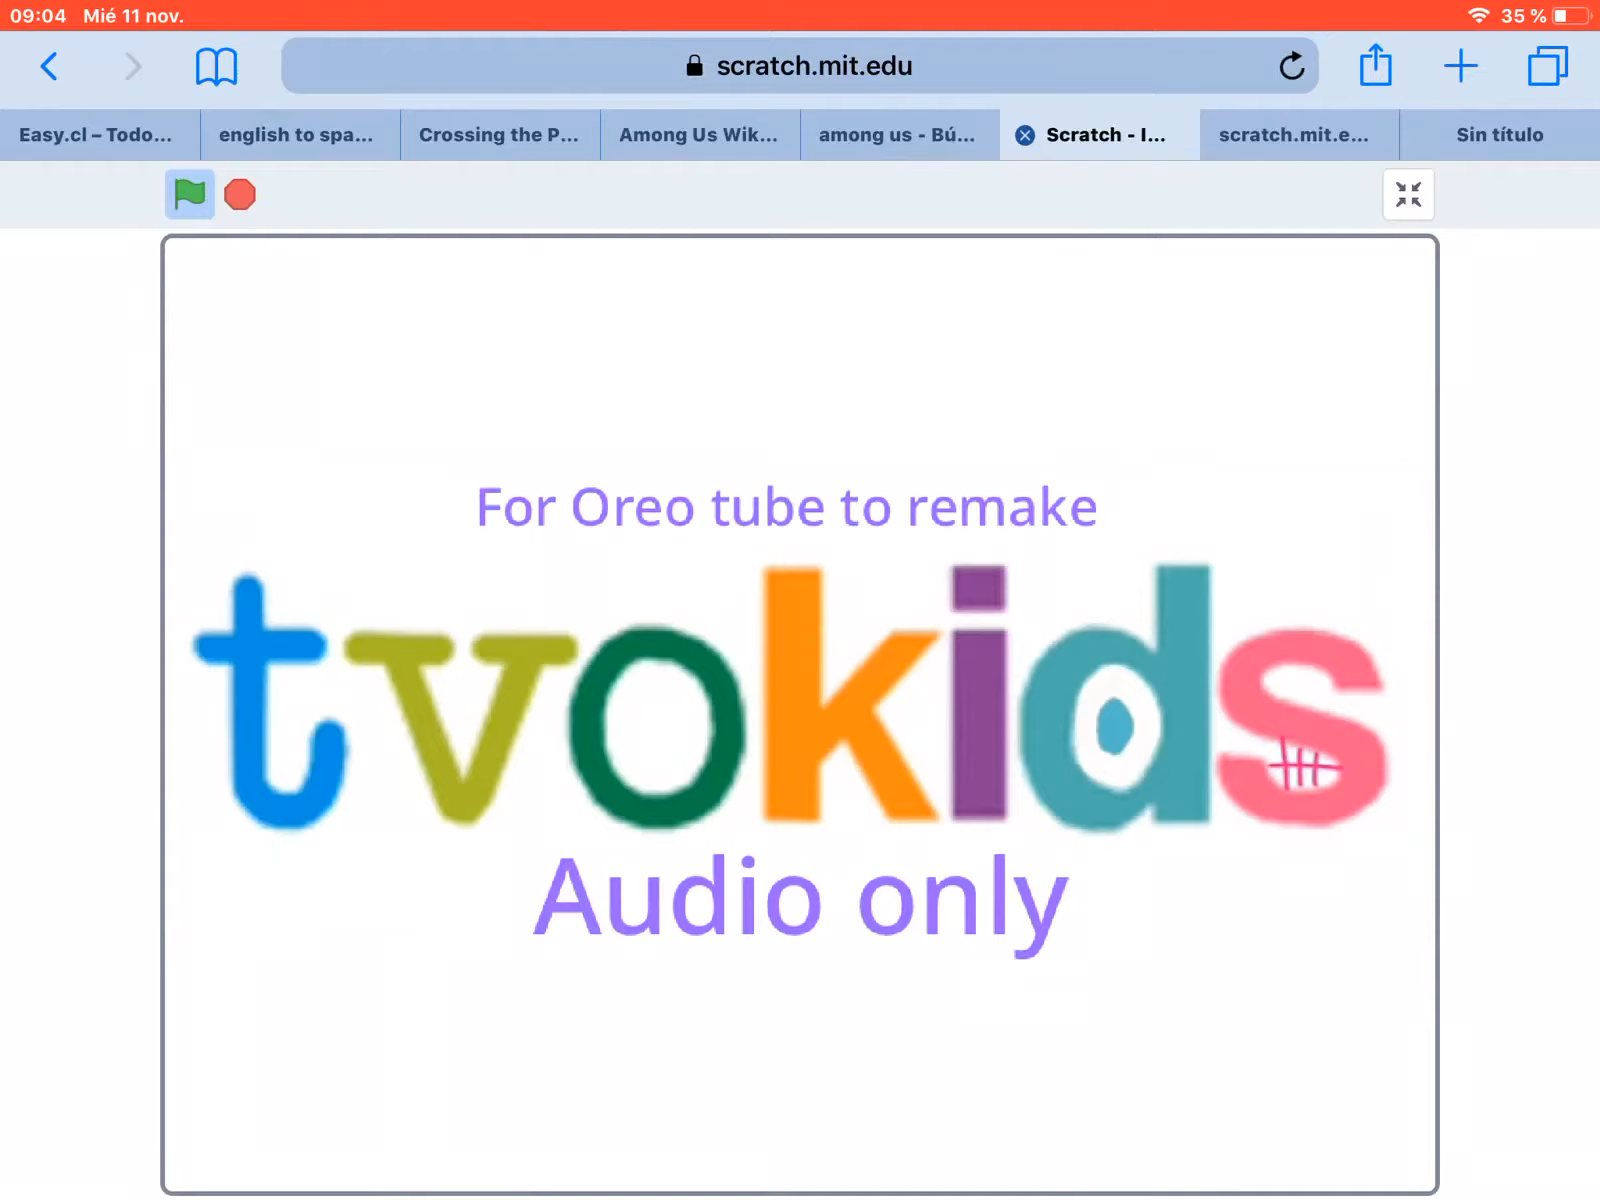 09:04 Mié 11 nov. 35 %
scratch.mit.edu
Easy.cl – Todo... english to spa... Crossing the P... Among Us Wik... among us - Bú... Scratch - I... scratch.mit.e... Sin título
For Oreo tube to remake
tvokids
Audio only